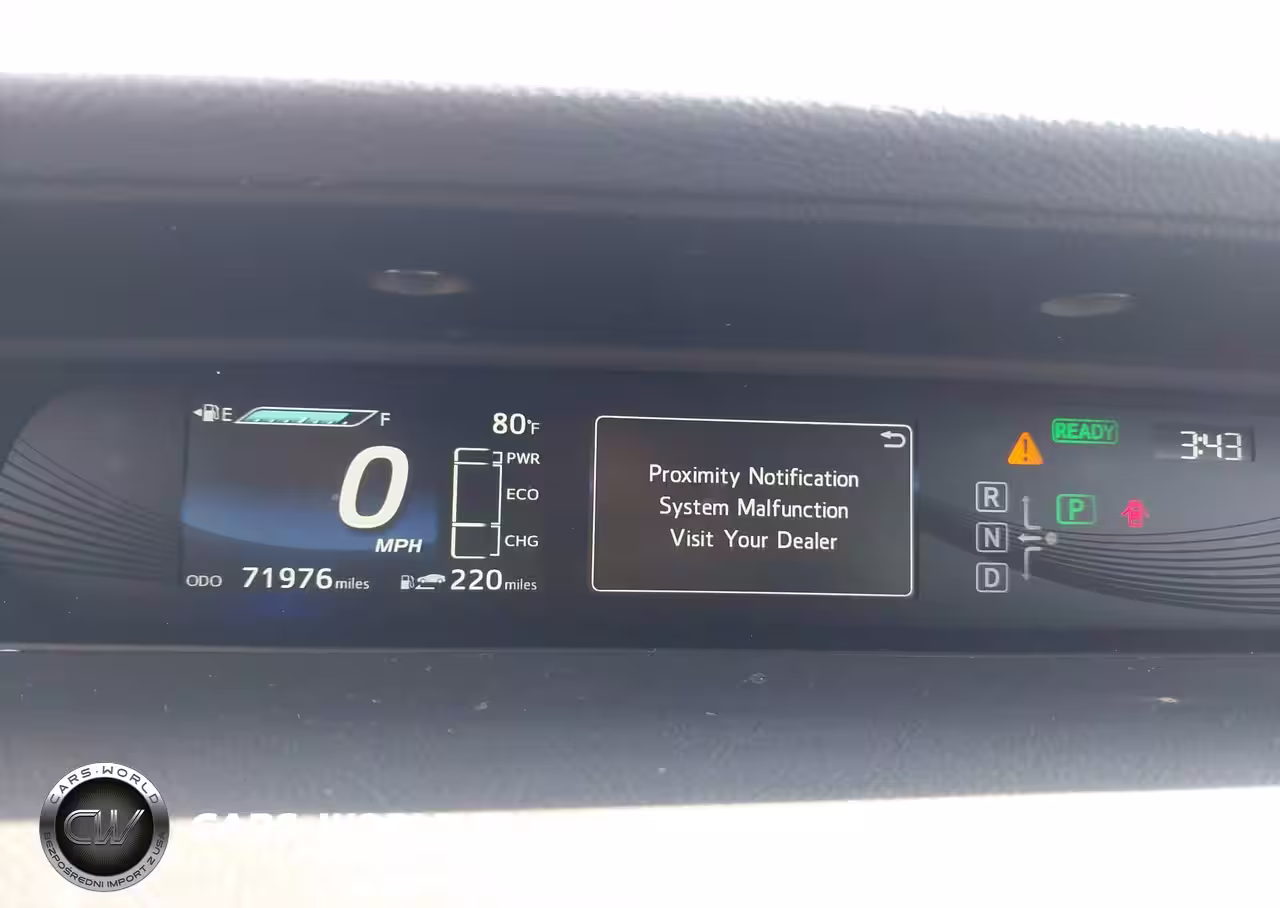 E F
80°F
0
MPH
PWR
ECO
CHG
ODO 71976 miles
220 miles
Proximity Notification
System Malfunction
Visit Your Dealer
READY
3:43
R
P
N
D
CARS·WORLD
CW
BEZPOŚREDNI IMPORT Z USA